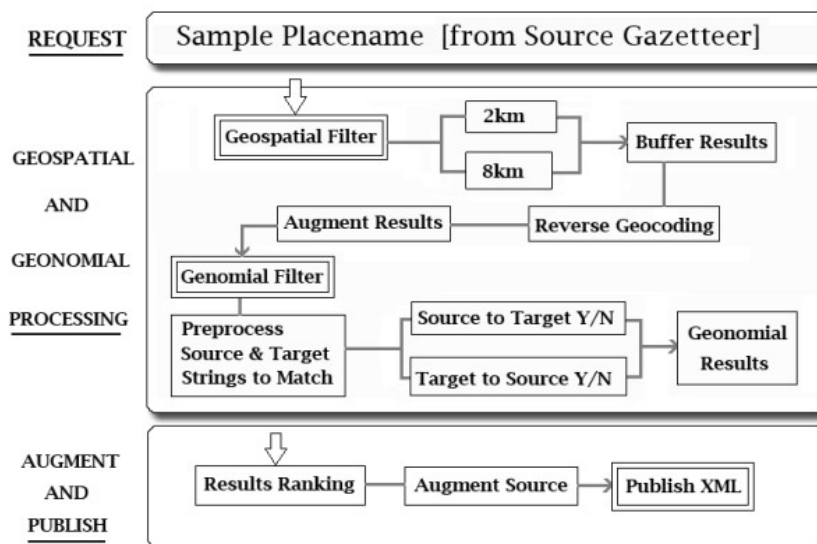 REQUEST
Sample Placename [from Source Gazetteer]
GEOSPATIAL
AND
GEONOMIAL
PROCESSING
Geospatial Filter
2km
8km
Buffer Results
Augment Results
Reverse Geocoding
Genomial Filter
Preprocess
Source & Target
Strings to Match
Source to Target Y/N
Target to Source Y/N
Geonomial
Results
AUGMENT
AND
PUBLISH
Results Ranking
Augment Source
Publish XML